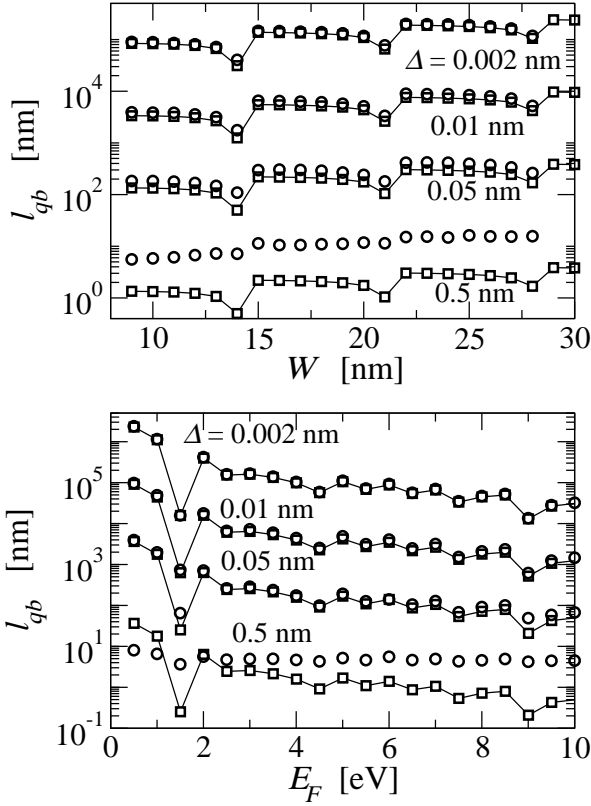 Δ = 0.002 nm
10^4
0.01 nm
l_qb [nm]
0.05 nm
10^2
0.5 nm
10^0
10 15 20 25 30
W [nm]
Δ = 0.002 nm
10^5
0.01 nm
10^3
0.05 nm
l_qb [nm]
0.5 nm
10^1
10^-1
0 2 4 6 8 10
E_F [eV]